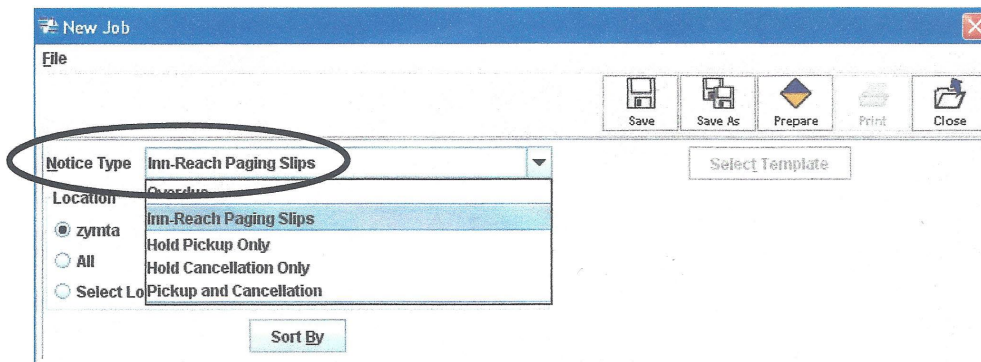 New Job
File
Save Save As Prepare Print Close
Notice Type Inn-Reach Paging Slips Select Template
Location Overdue
Inn-Reach Paging Slips
zymta
Hold Pickup Only
All
Hold Cancellation Only
Select Lo Pickup and Cancellation
Sort By